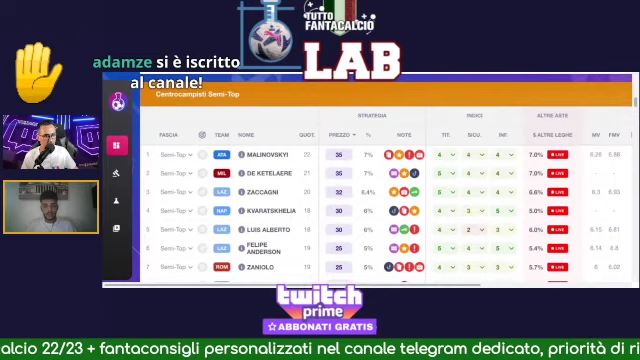 TUTTO
FANTACALCIO
LAB
adamze si è iscritto
al canale!
Centrocampisti Semi-Top
STRATEGIA INDICI ALTRE ASTE
FASCIA TEAM NOME QUOT. PREZZO % NOTE TIT. SICU. INF. 5 ALTRE LEGHE MV FMV
1 Semi-Top ATA MALINOVSKYI 22 35 7% 4 4 4 7.0% LIVE 6.26 6.88
2 Semi-Top MIL DE KETELAERE 21 35 7% 5 4 4 7.0% LIVE - -
3 Semi-Top LAZ ZACCAGNI 20 32 6.4% 5 4 4 6.6% LIVE 6.3 6.93
4 Semi-Top NAP KVARATSKHELIA 18 30 6% 4 3 5 5.0% LIVE - -
5 Semi-Top LAZ LUIS ALBERTO 19 30 6% 5 2 5 6.0% LIVE 6.15 6.81
6 Semi-Top LAZ FELIPE ANDERSON 18 25 5% 5 4 5 5.4% LIVE 6.14 6.8
7 Semi-Top ROM ZANIOLO 19 25 5% 4 3 3 5.7% LIVE 6 6.02
twitch
prime
ABBONATI GRATIS
alcio 22/23 + fantaconsigli personalizzati nel canale telegram dedicato, priorità di ri